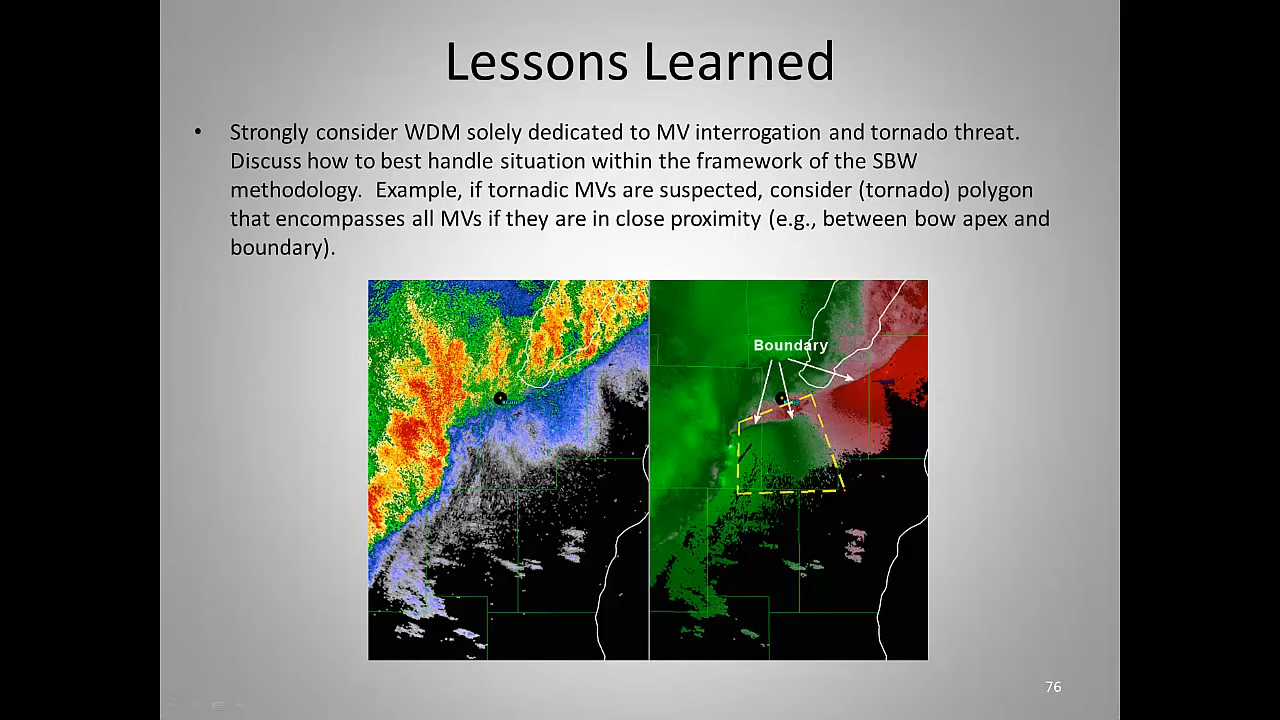 Lessons Learned
• Strongly consider WDM solely dedicated to MV interrogation and tornado threat.
Discuss how to best handle situation within the framework of the SBW
methodology. Example, if tornadic MVs are suspected, consider (tornado) polygon
that encompasses all MVs if they are in close proximity (e.g., between bow apex and
boundary).
Boundary
76